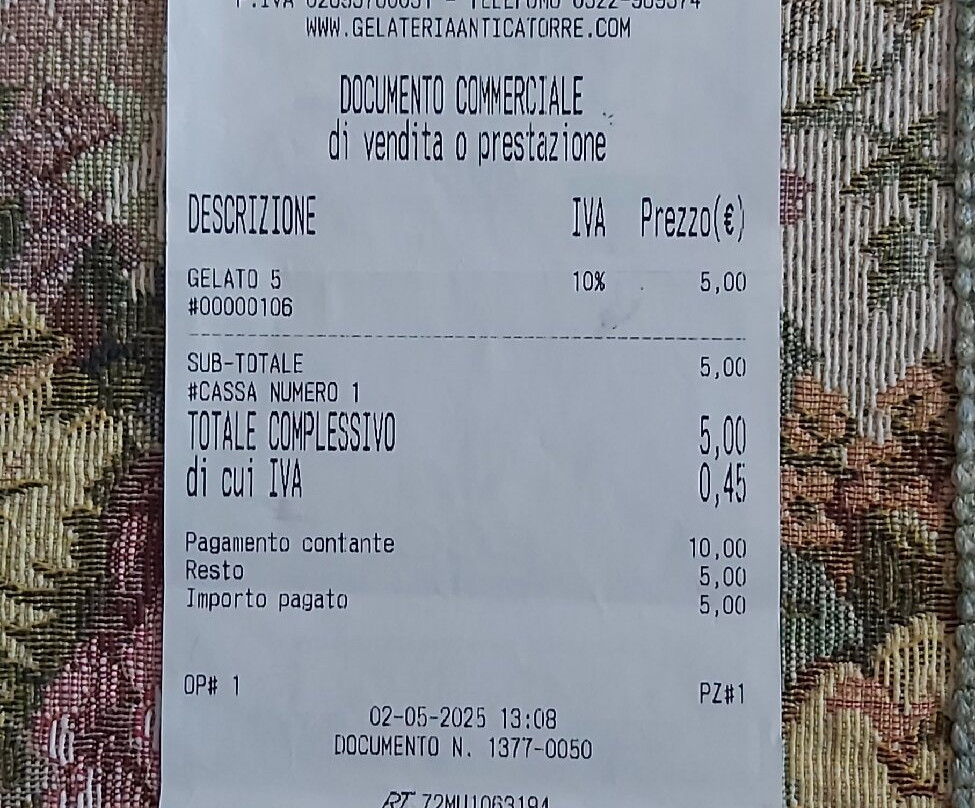 WWW.GELATERIAANTICATORRE.COM
DOCUMENTO COMMERCIALE
di vendita o prestazione
DESCRIZIONE IVA Prezzo(€)
GELATO 5 10% 5,00
#00000106
SUB-TOTALE 5,00
#CASSA NUMERO 1
TOTALE COMPLESSIVO 5,00
di cui IVA 0,45
Pagamento contante 10,00
Resto 5,00
Importo pagato 5,00
OP# 1 PZ#1
02-05-2025 13:08
DOCUMENTO N. 1377-0050
RT 72MU1063194